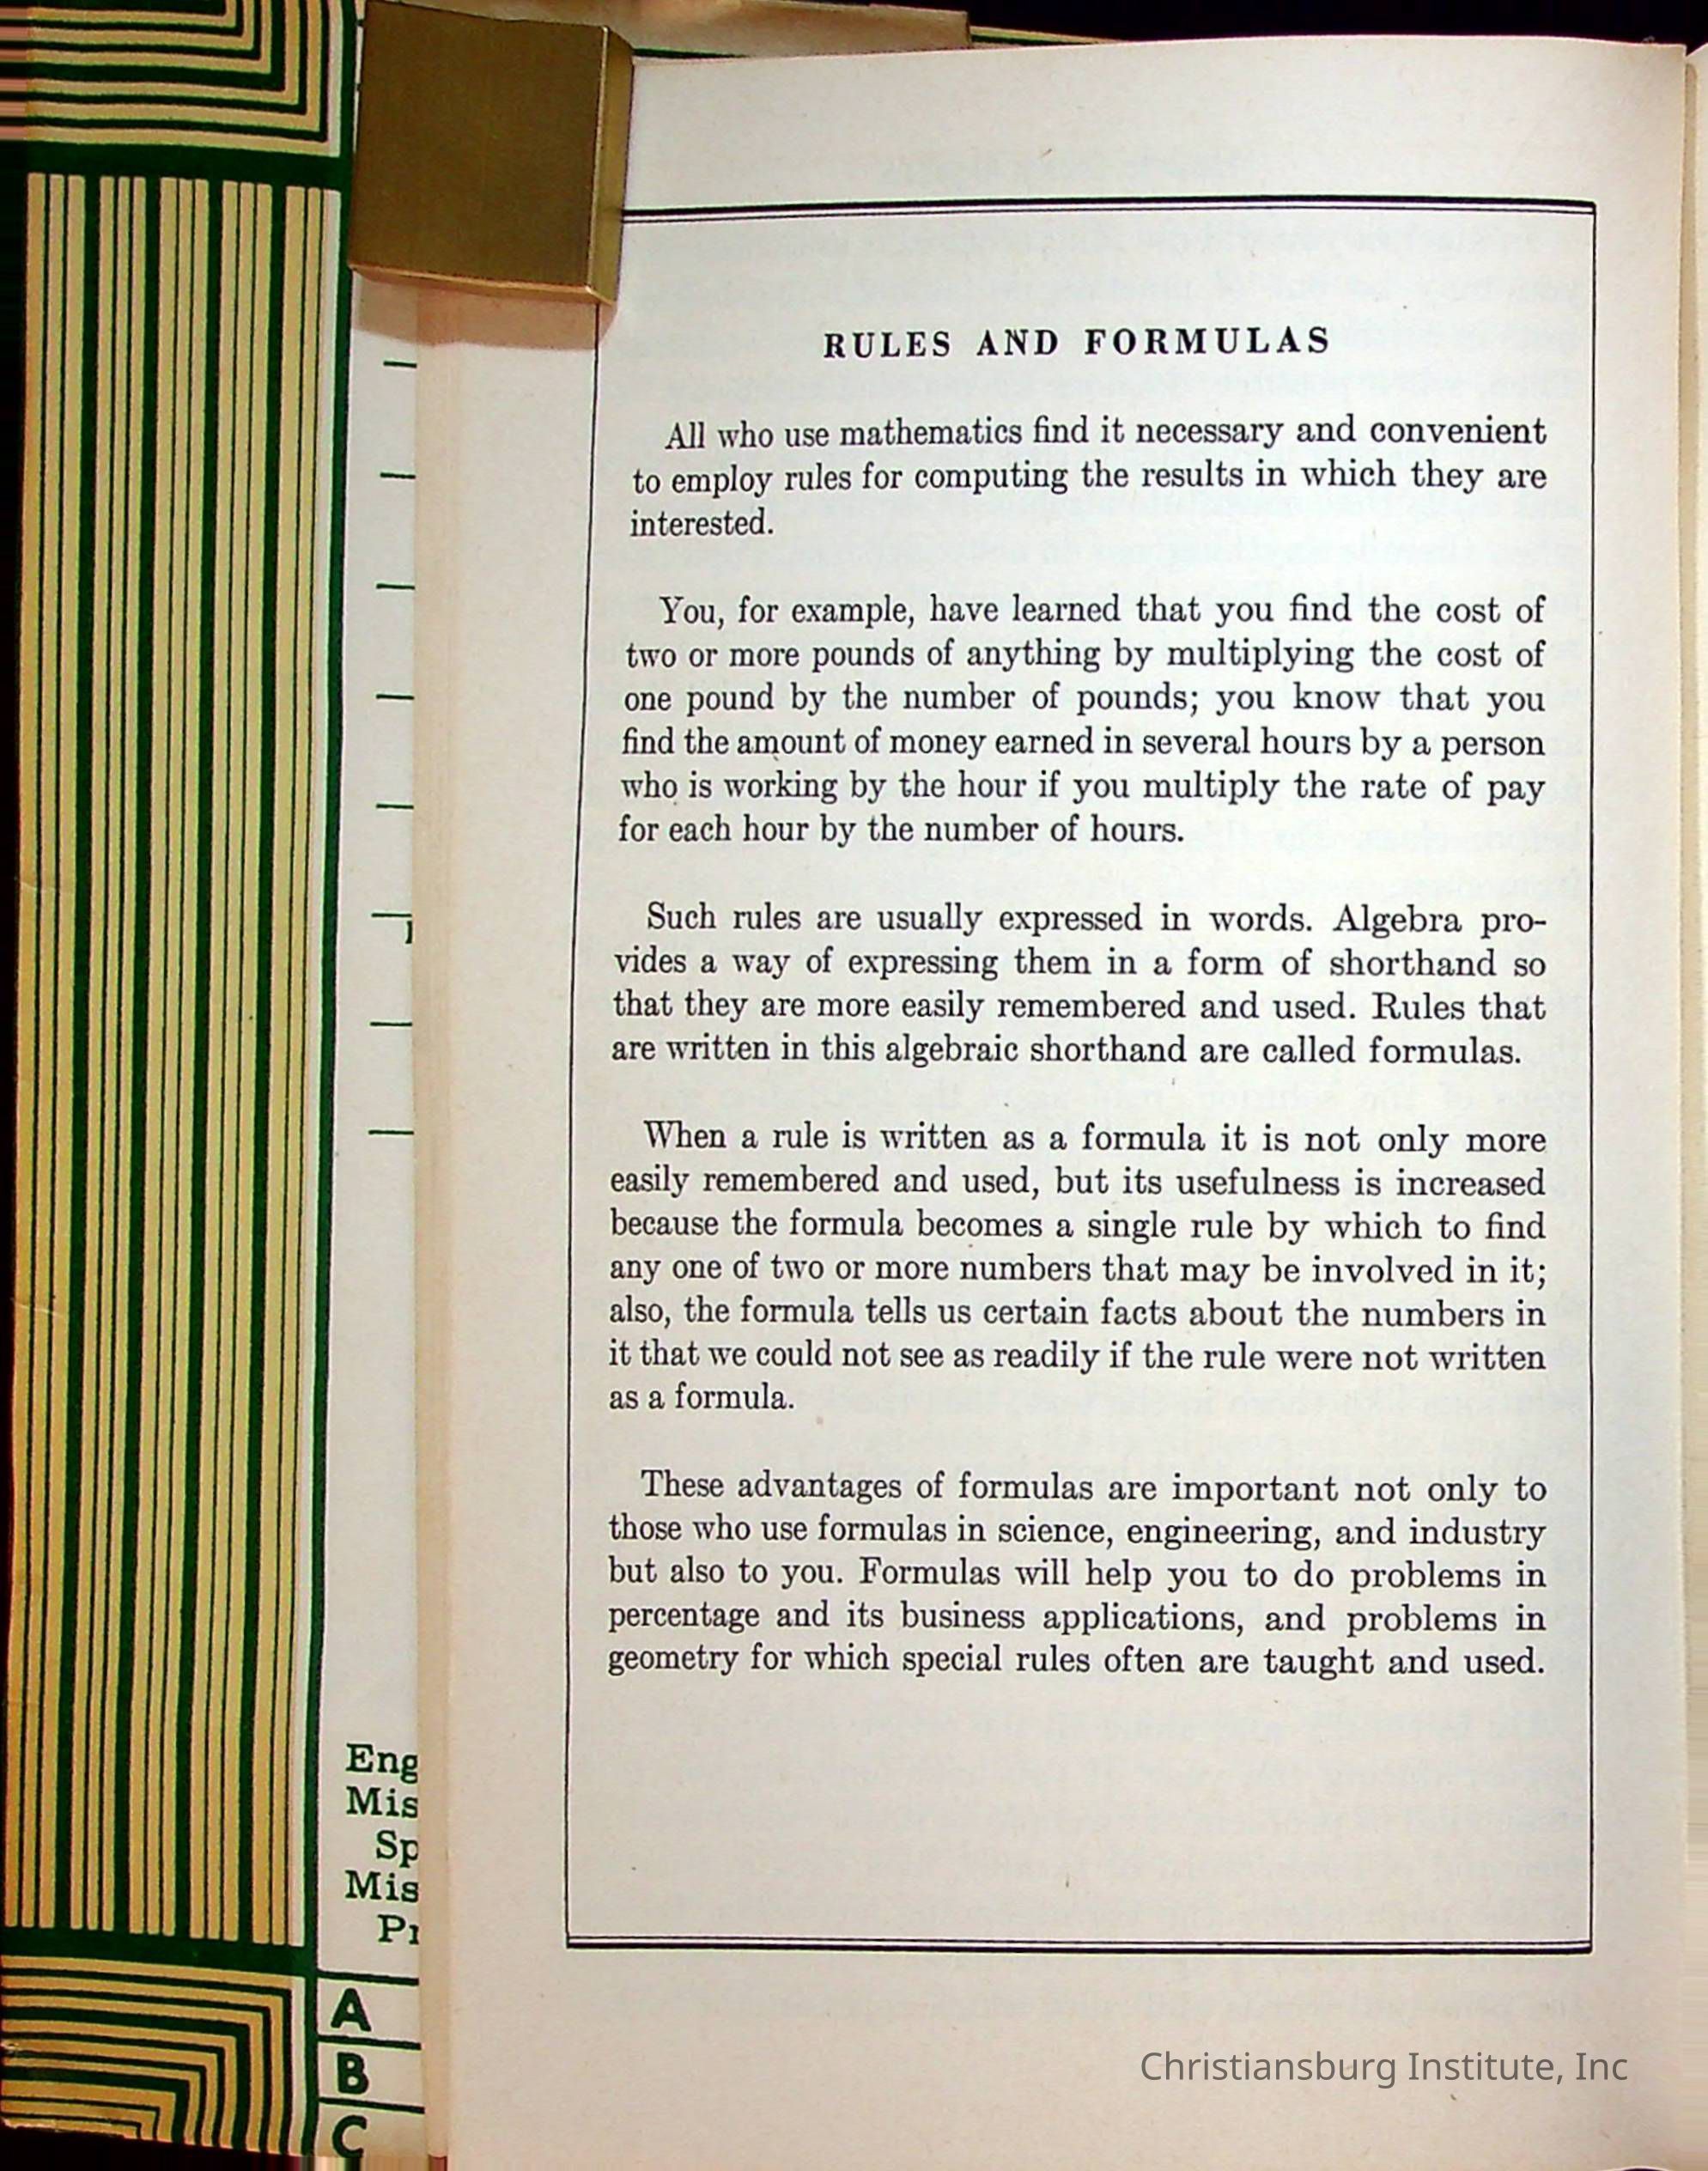 RULES AND FORMULAS
All who use mathematics find it necessary and convenient
to employ rules for computing the results in which they are
interested.
You, for example, have learned that you find the cost of
two or more pounds of anything by multiplying the cost of
one pound by the number of pounds; you know that you
find the amount of money earned in several hours by a person
who is working by the hour if you multiply the rate of pay
for each hour by the number of hours.
Such rules are usually expressed in words. Algebra pro-
vides a way of expressing them in a form of shorthand so
that they are more easily remembered and used. Rules that
are written in this algebraic shorthand are called formulas.
When a rule is written as a formula it is not only more
easily remembered and used, but its usefulness is increased
because the formula becomes a single rule by which to find
any one of two or more numbers that may be involved in it;
also, the formula tells us certain facts about the numbers in
it that we could not see as readily if the rule were not written
as a formula.
These advantages of formulas are important not only to
those who use formulas in science, engineering, and industry
but also to you. Formulas will help you to do problems in
percentage and its business applications, and problems in
geometry for which special rules often are taught and used.
Eng
Mis
Sp
Mis
A
B
C
Christiansburg Institute, Inc